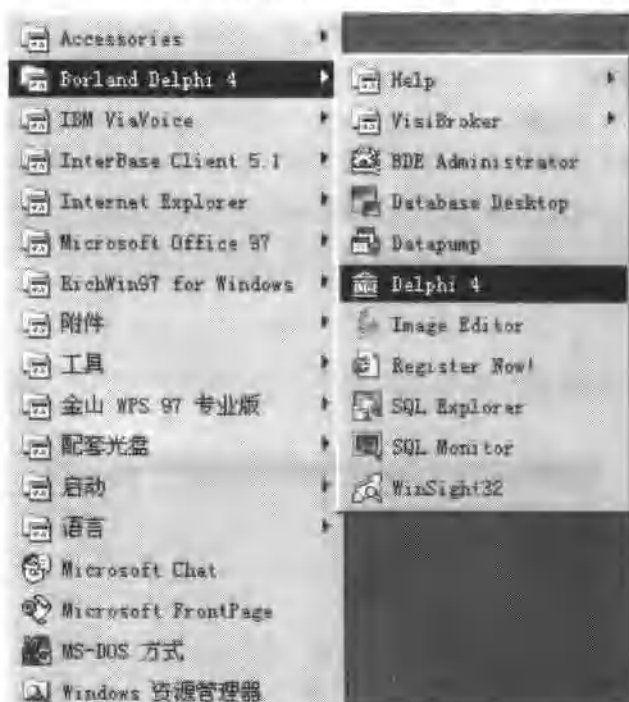 Accessories
Borland Delphi 4
IBM ViaVoice
InterBase Client 5.1
Internet Explorer
Microsoft Office 97
RichWin97 for Windows
附件
工具
金山 WPS 97 专业版
配套光盘
启动
语言
Microsoft Chat
Microsoft FrontPage
MS-DOS 方式
Windows 资源管理器
Help
VisiBroker
BDE Administrator
Database Desktop
Datapump
Delphi 4
Image Editor
Register Now!
SQL Explorer
SQL Monitor
WinSight32